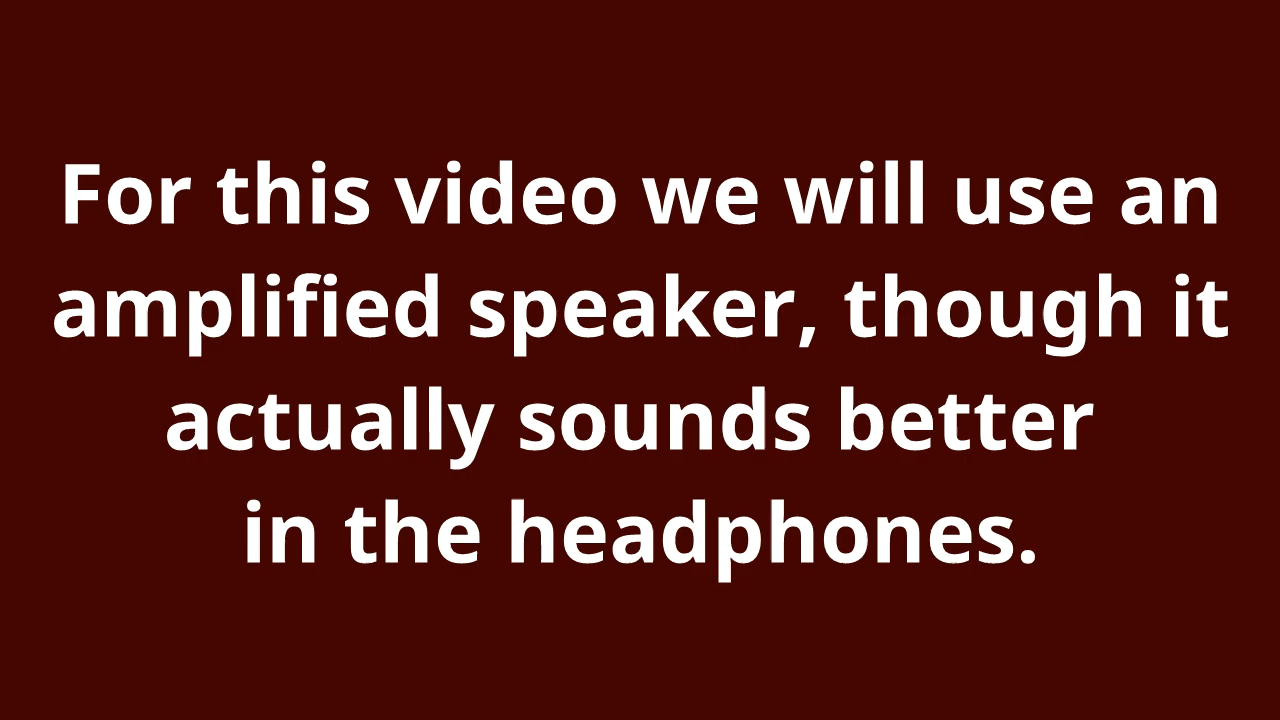 For this video we will use an
amplified speaker, though it
actually sounds better
in the headphones.